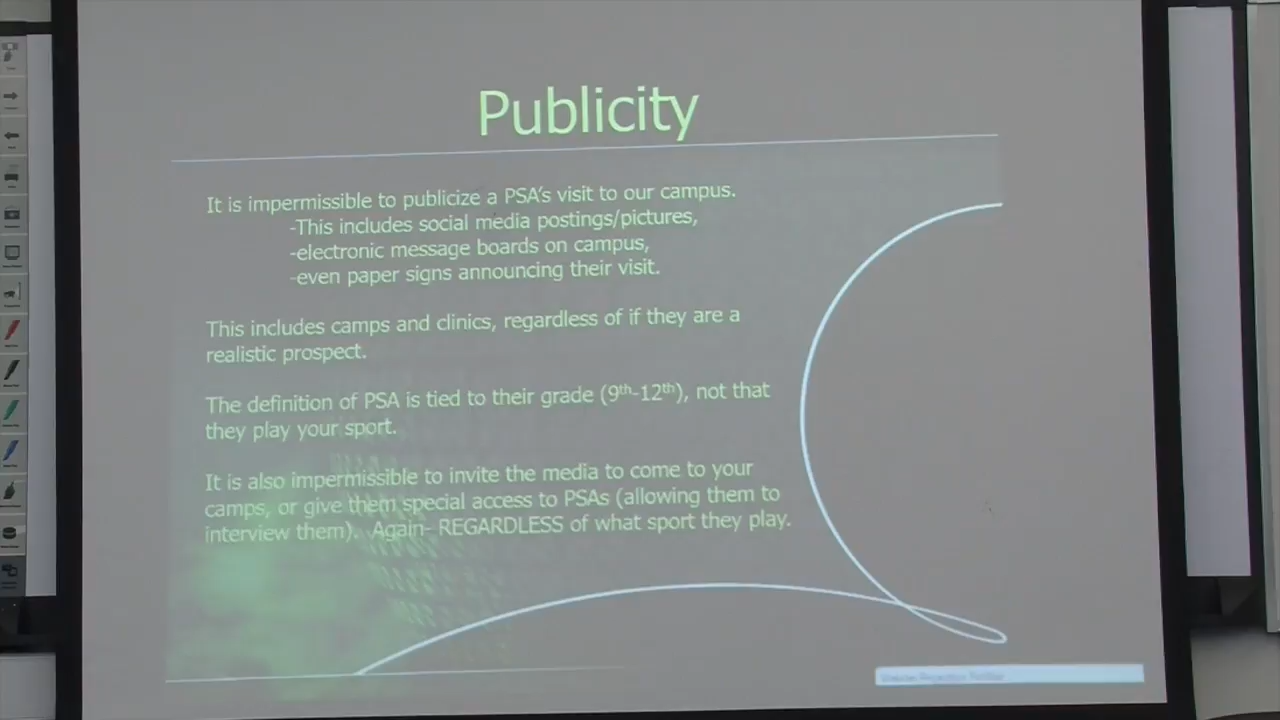 Publicity
It is impermissible to publicize a PSA's visit to our campus.
-This includes social media postings/pictures,
-electronic message boards on campus,
-even paper signs announcing their visit.
This includes camps and clinics, regardless of if they are a
realistic prospect.
The definition of PSA is tied to their grade (9th-12th), not that
they play your sport.
It is also impermissible to invite the media to come to your
camps, or give them special access to PSAs (allowing them to
interview them). Again- REGARDLESS of what sport they play.